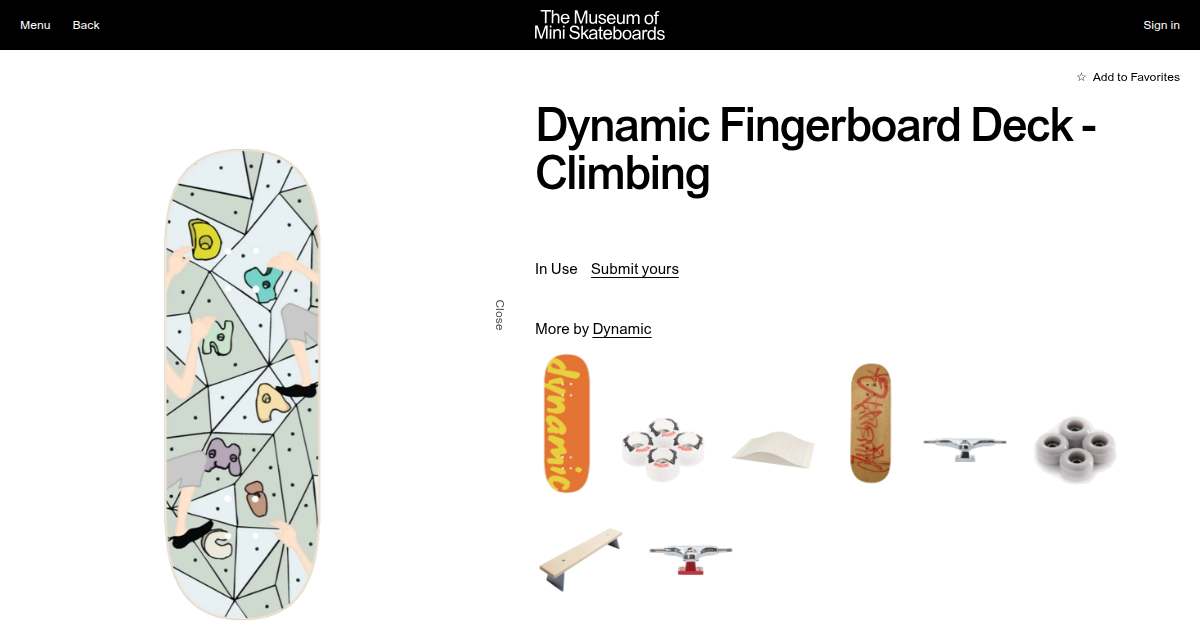 Menu Back
The Museum of
Mini Skateboards
Sign in
☆ Add to Favorites
Dynamic Fingerboard Deck -
Climbing
In Use Submit yours
Close
More by Dynamic
dynamic